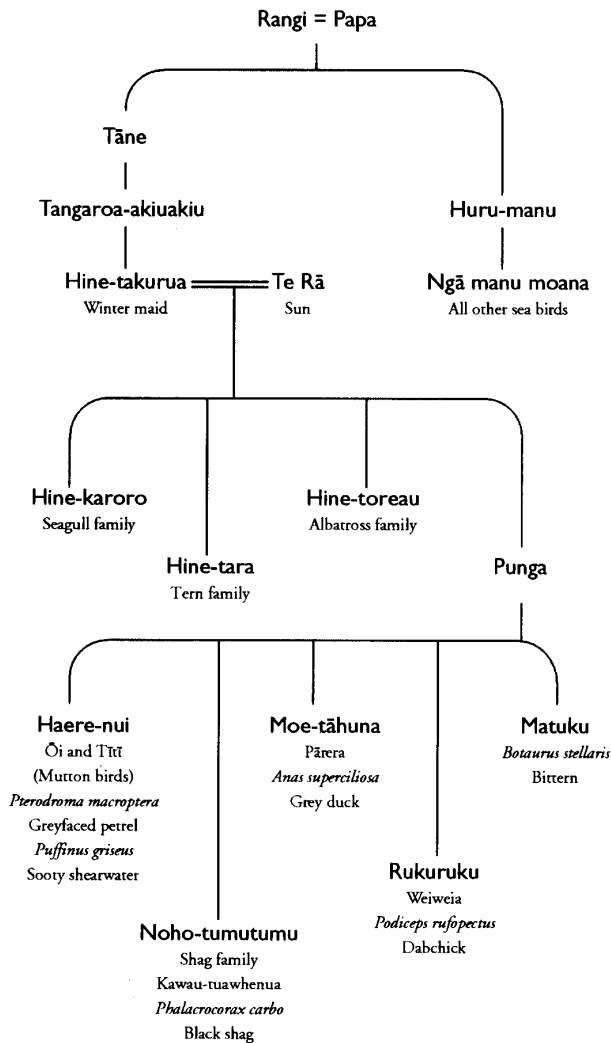 Rangi = Papa
Tāne
Tangaroa-akiuakiu
Huru-manu
Hine-takurua
Winter maid
Te Rā
Sun
Ngā manu moana
All other sea birds
Hine-karoro
Seagull family
Hine-toreau
Albatross family
Hine-tara
Tern family
Punga
Haere-nui
Ōi and Tītī
(Mutton birds)
Pterodroma macroptera
Greyfaced petrel
Puffinus griseus
Sooty shearwater
Moe-tāhuna
Pārera
Anas superciliosa
Grey duck
Matuku
Botaurus stellaris
Bittern
Rukuruku
Weiweia
Podiceps rufopectus
Dabchick
Noho-tumutumu
Shag family
Kawau-tuawhenua
Phalacrocorax carbo
Black shag